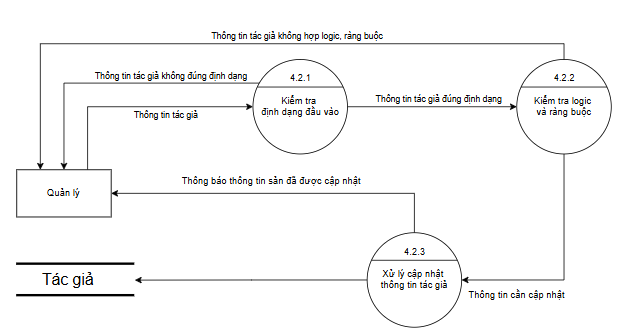 Thông tin tác giả không hợp logic, ràng buộc
Thông tin tác giả không đúng định dạng
4.2.1
4.2.2
Kiểm tra
định dạng đầu vào
Thông tin tác giả đúng định dạng
Kiểm tra logic
và ràng buộc
Thông tin tác giả
Thông báo thông tin sản đã được cập nhật
Quản lý
4.2.3
Xử lý cập nhật
thông tin tác giả
Tác giả
Thông tin cần cập nhật